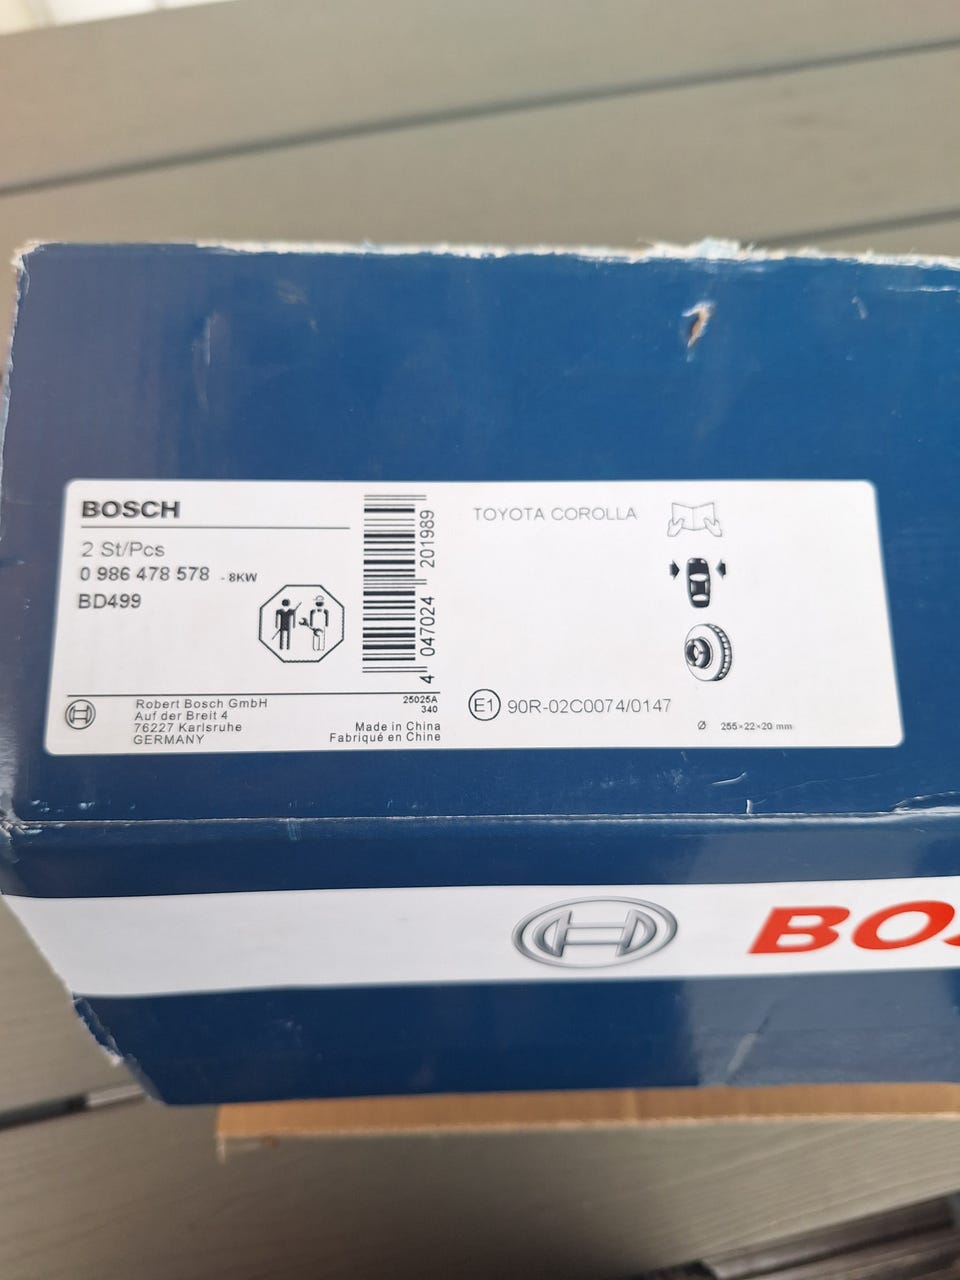 BOSCH
2 St/Pcs
0 986 478 578 - 8KW
BD499
4 047024 201989
TOYOTA COROLLA
Robert Bosch GmbH
Auf der Breit 4
76227 Karlsruhe
GERMANY
25025A
340
Made in China
Fabriqué en Chine
E1 90R-02C0074/0147
Ø 255×22×20 mm
BOS